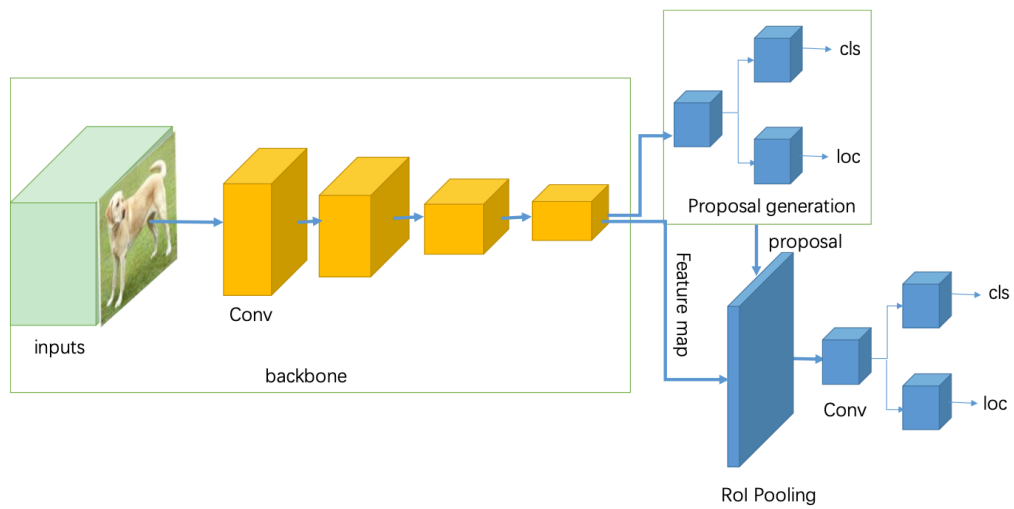 cls
loc
Proposal generation
proposal
Feature map
Conv
inputs
backbone
cls
Conv
loc
RoI Pooling